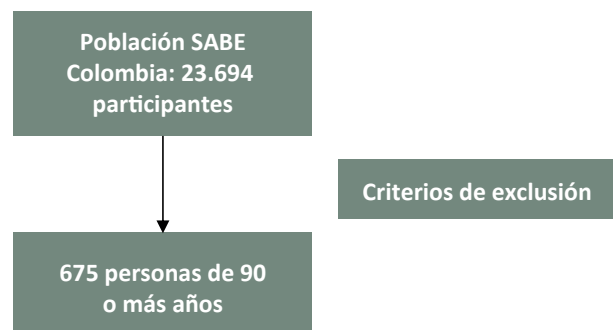 Población SABE
Colombia: 23.694
participantes
Criterios de exclusión
675 personas de 90
o más años